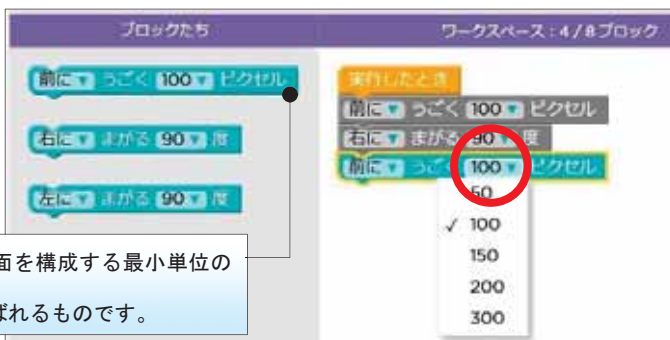 ブロックたち
ワークスペース：4/8ブロック
前に うごく 100 ピクセル
右に まがる 90 度
左に まがる 90 度
実行したとき
前に うごく 100 ピクセル
右に まがる 90 度
前に うごく 100 ピクセル
50
✓ 100
150
200
300
面を構成する最小単位の
ばれるものです。